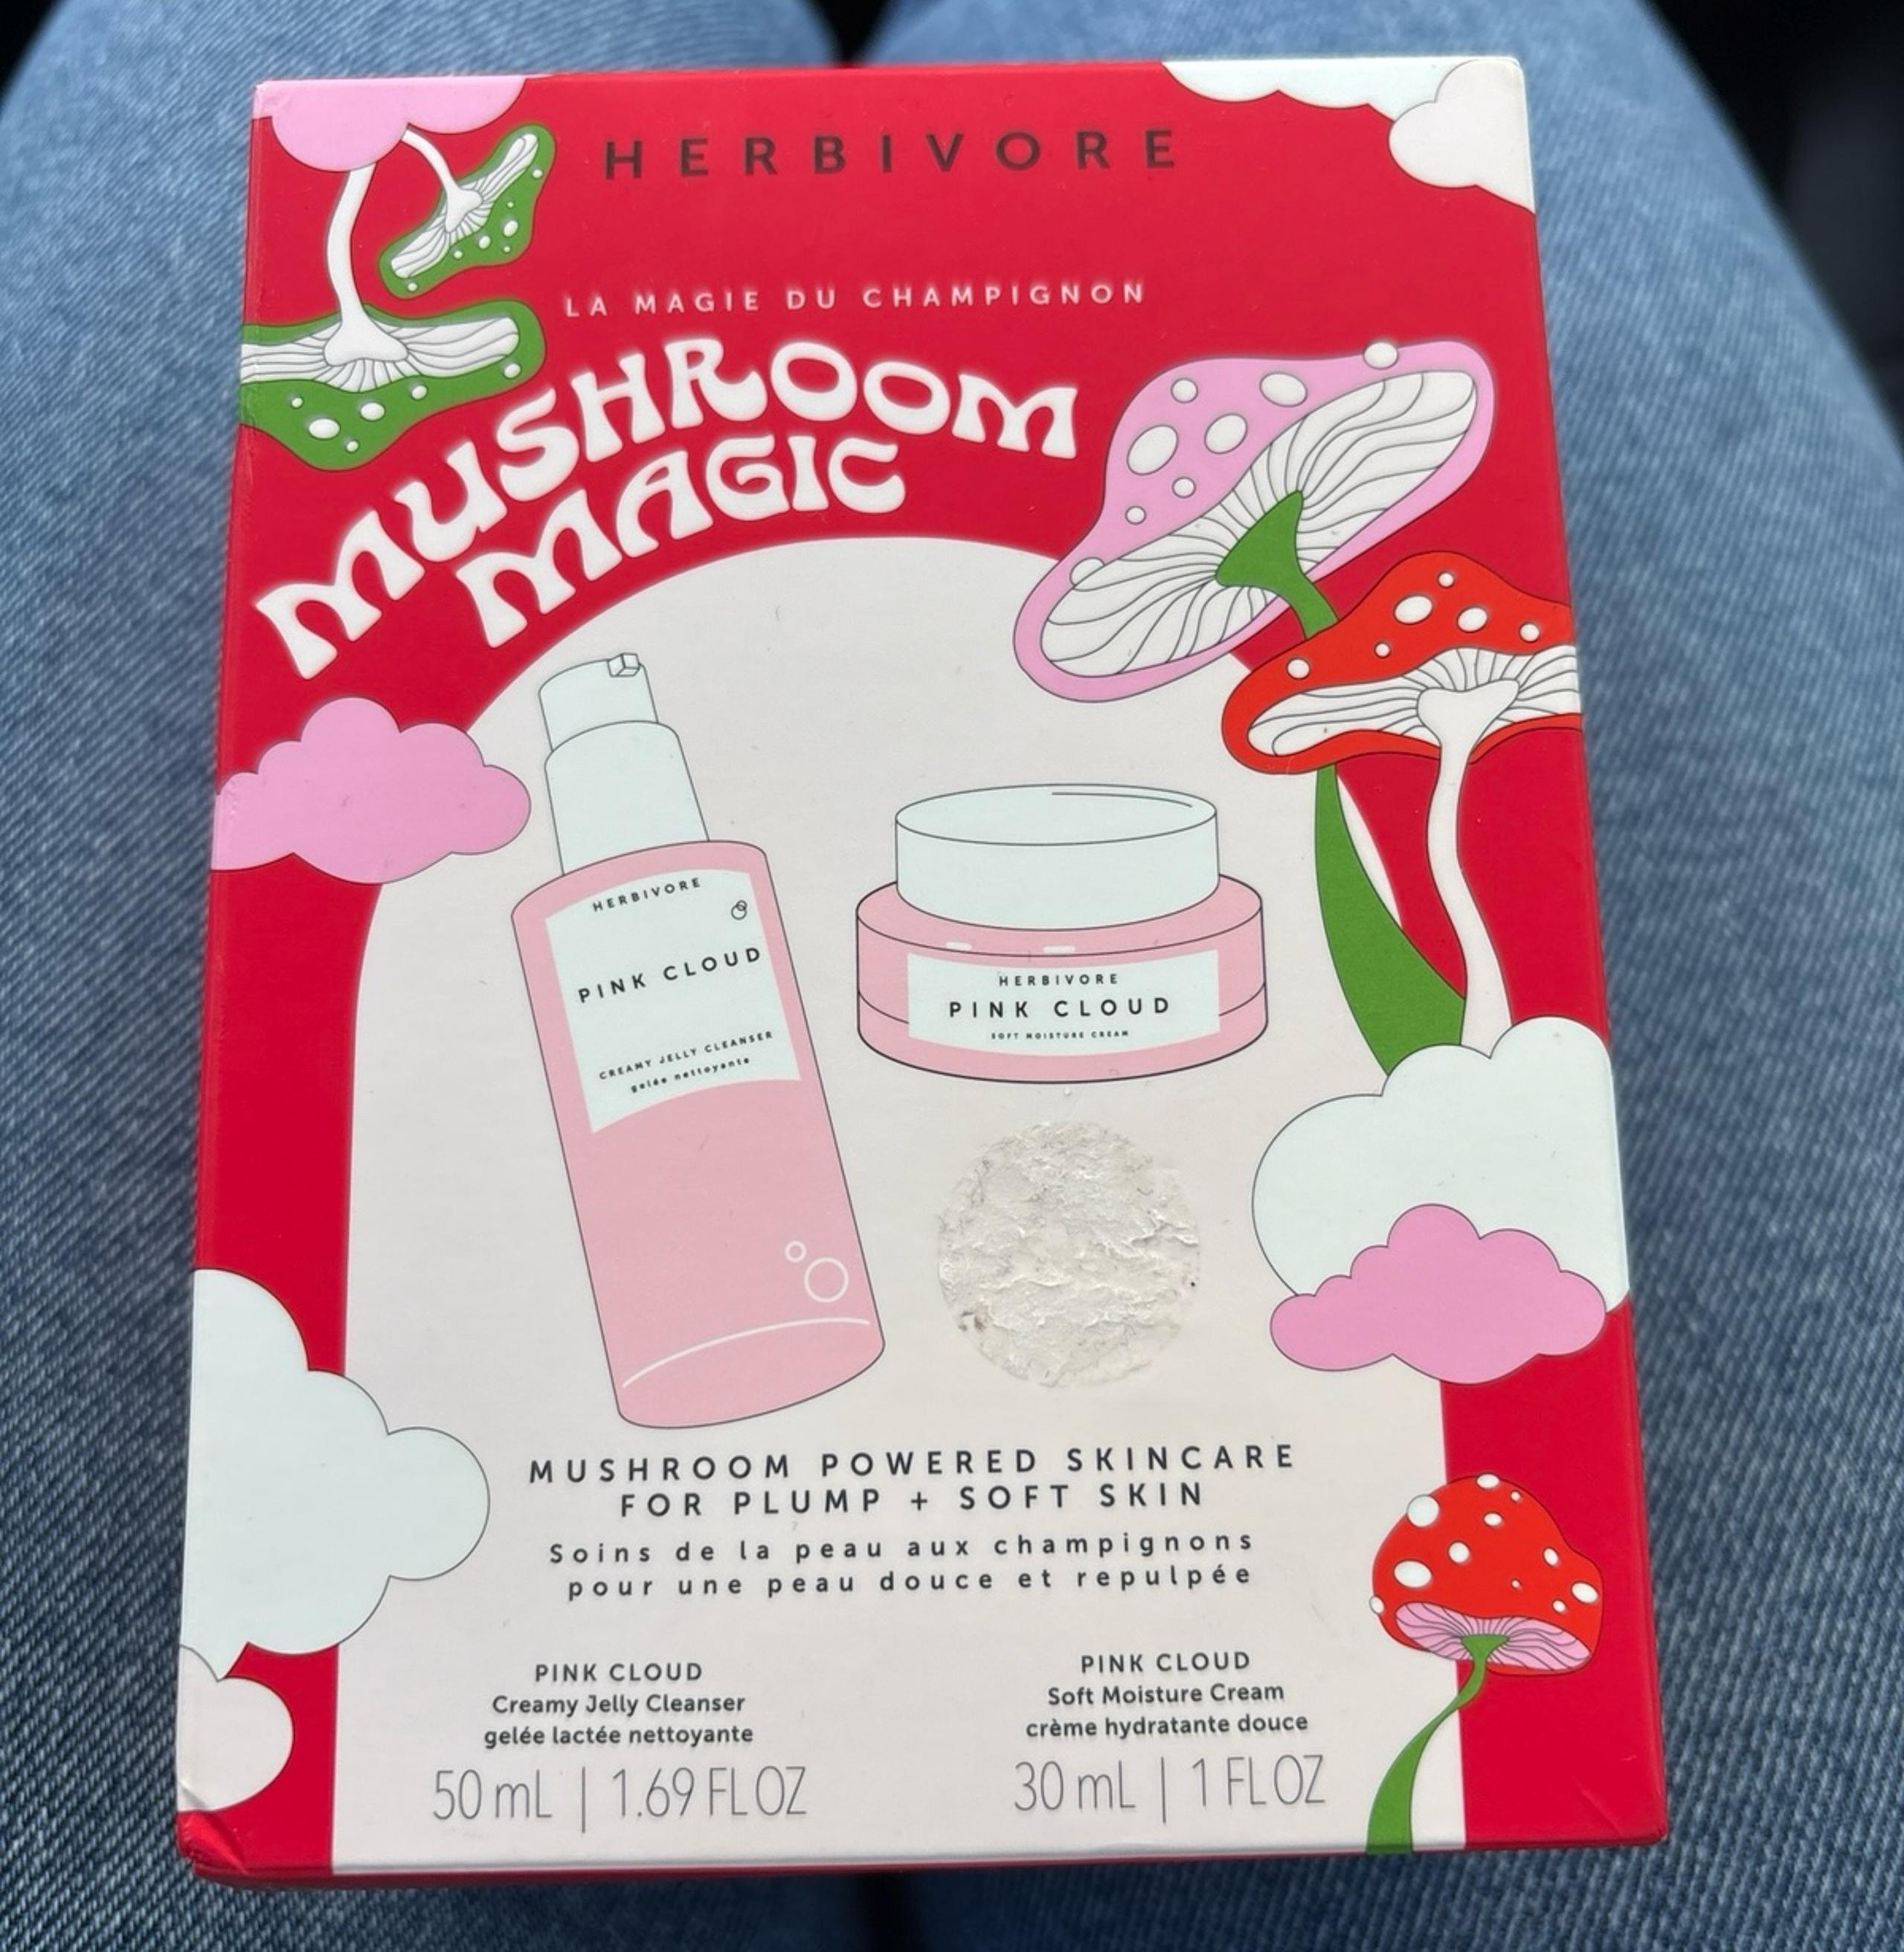 HERBIVORE
LA MAGIE DU CHAMPIGNON
MUSHROOM
MAGIC
HERBIVORE
PINK CLOUD
CREAMY JELLY CLEANSER
gelée nettoyante
HERBIVORE
PINK CLOUD
SOFT MOISTURE CREAM
MUSHROOM POWERED SKINCARE
FOR PLUMP + SOFT SKIN
Soins de la peau aux champignons
pour une peau douce et repulpée
PINK CLOUD
Creamy Jelly Cleanser
gelée lactée nettoyante
50 mL | 1.69 FL OZ
PINK CLOUD
Soft Moisture Cream
crème hydratante douce
30 mL | 1 FL OZ